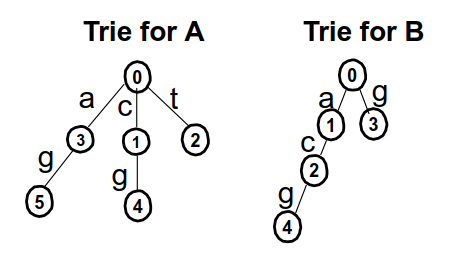 Trie for A
0
a c t
3 1 2
g g
5 4
Trie for B
0
a g
1 3
c
2
g
4